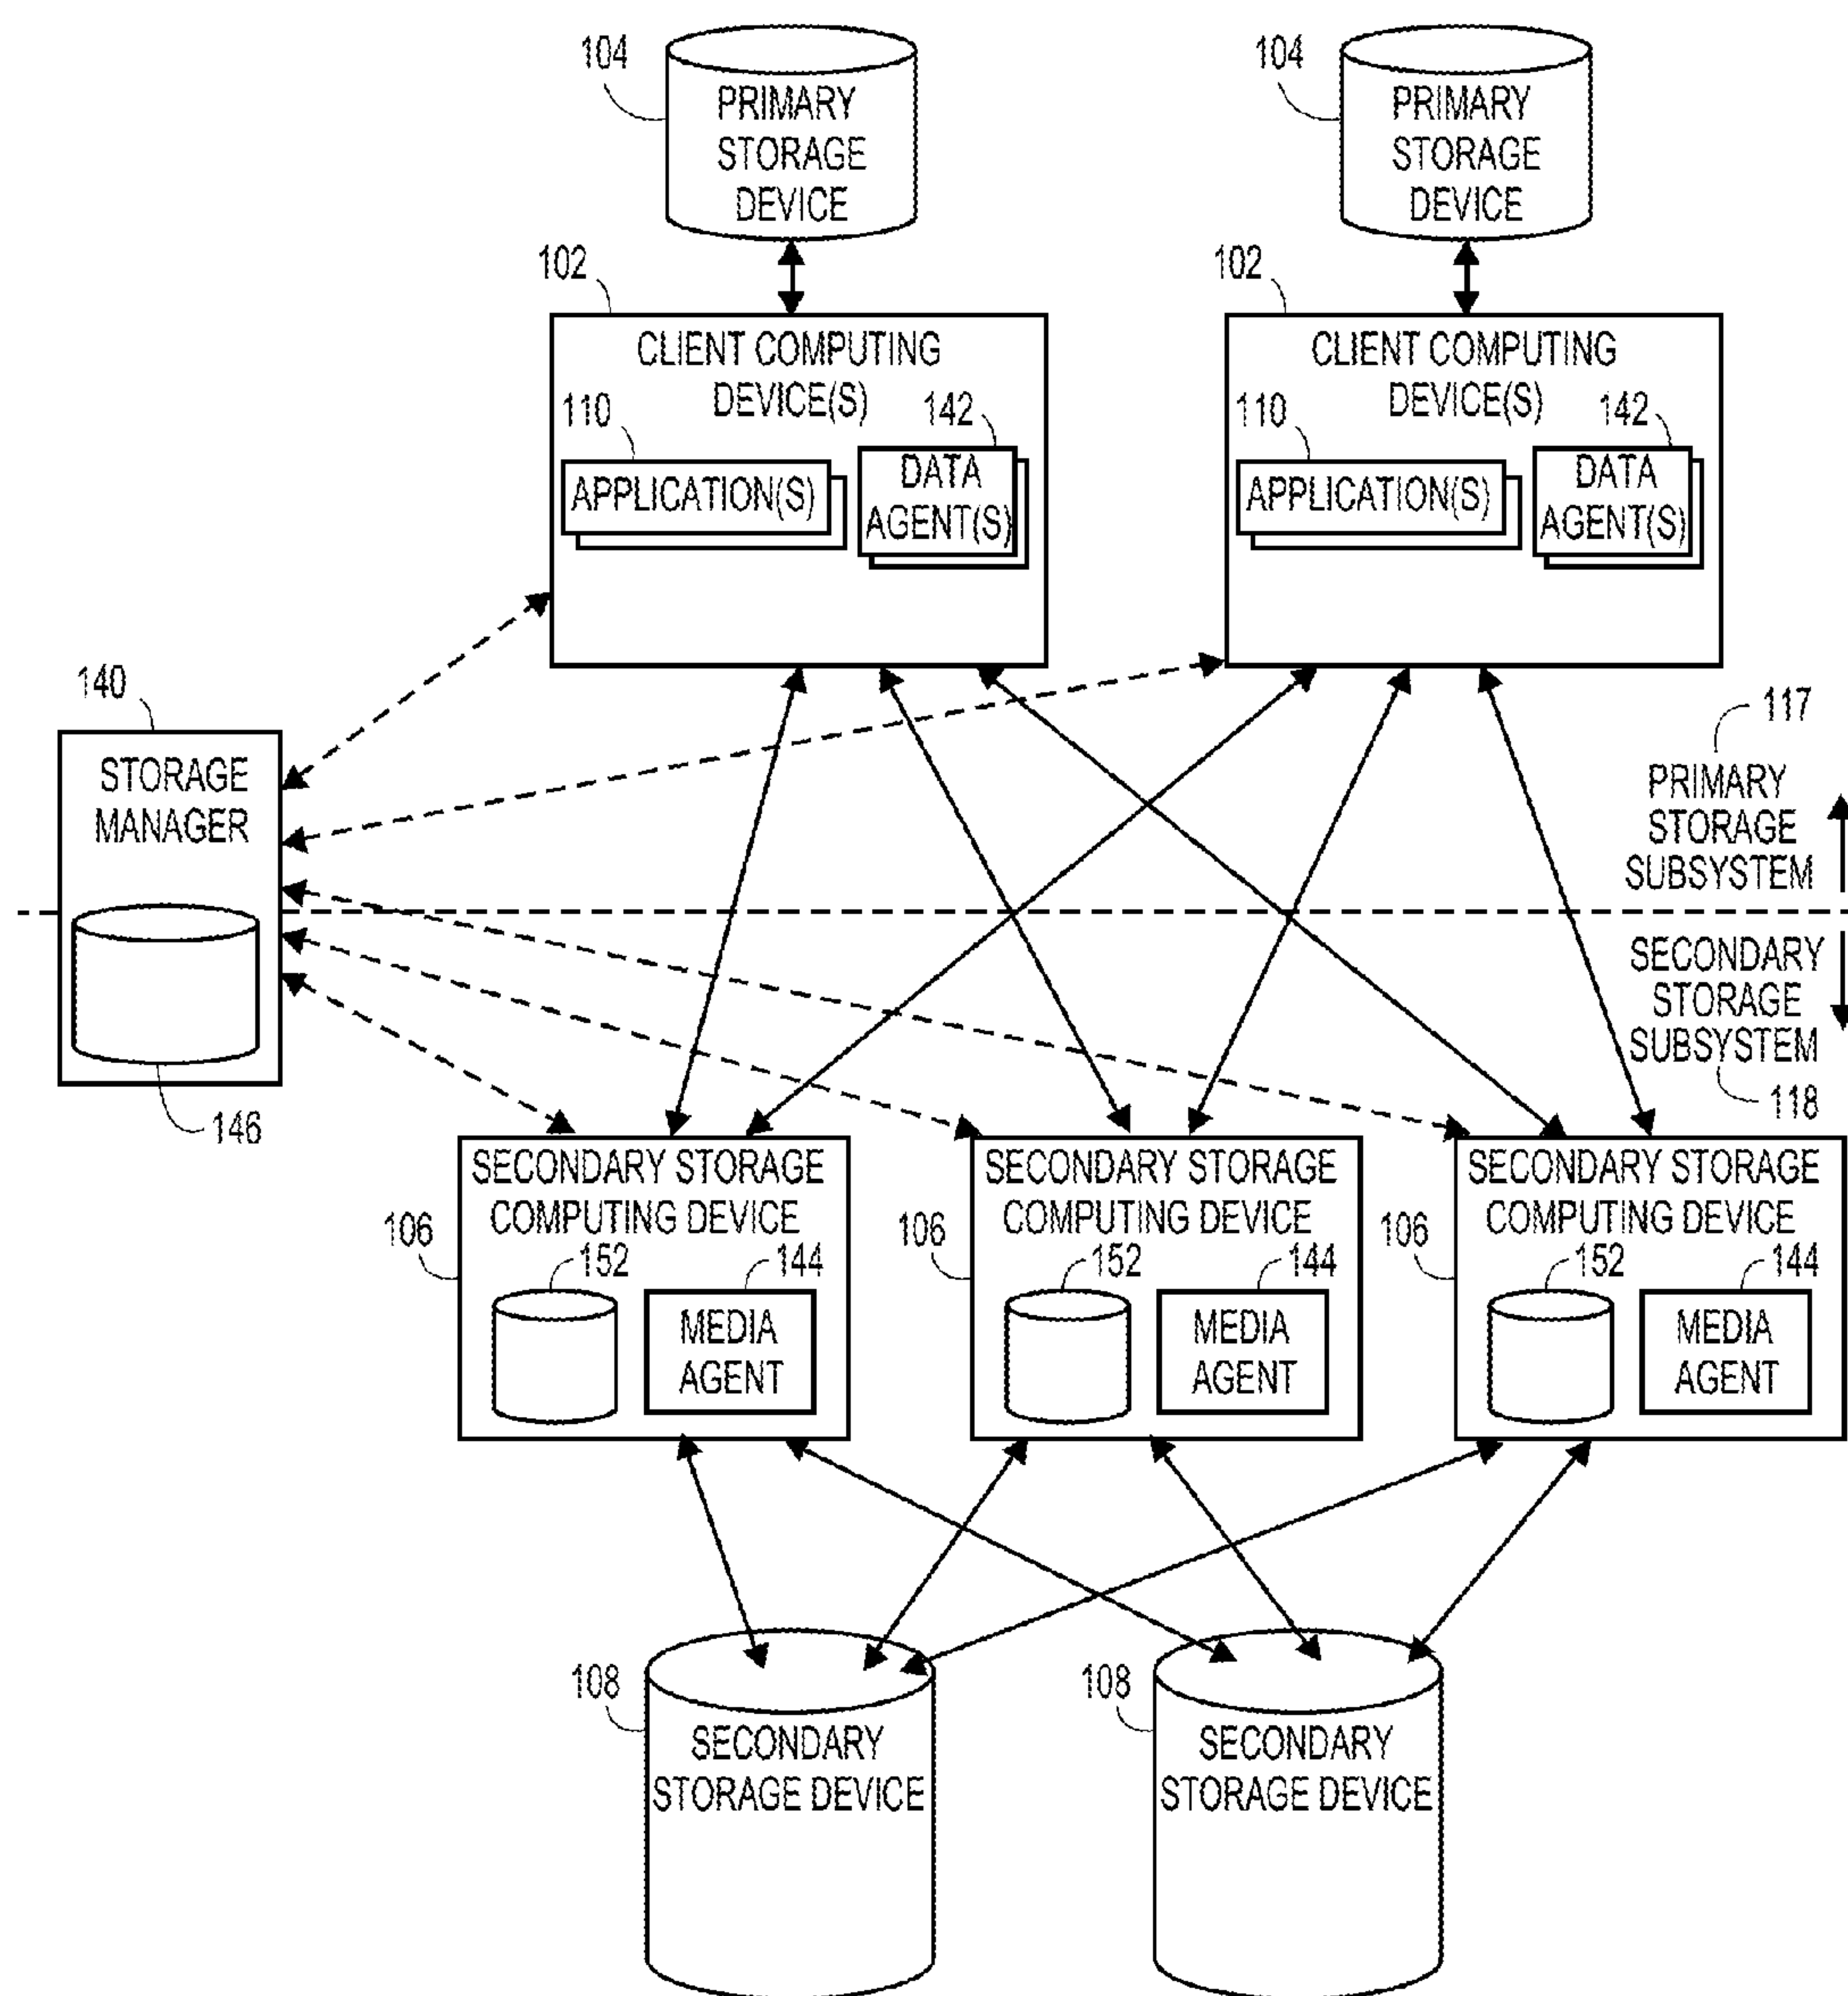 104
PRIMARY
STORAGE
DEVICE
104
PRIMARY
STORAGE
DEVICE
102
CLIENT COMPUTING
DEVICE(S)
110
142
APPLICATION(S)
DATA
AGENT(S)
102
CLIENT COMPUTING
DEVICE(S)
110
142
APPLICATION(S)
DATA
AGENT(S)
140
STORAGE
MANAGER
146
117
PRIMARY
STORAGE
SUBSYSTEM
SECONDARY
STORAGE
SUBSYSTEM
118
SECONDARY STORAGE
COMPUTING DEVICE
106
152
144
MEDIA
AGENT
SECONDARY STORAGE
COMPUTING DEVICE
106
152
144
MEDIA
AGENT
SECONDARY STORAGE
COMPUTING DEVICE
106
152
144
MEDIA
AGENT
108
SECONDARY
STORAGE DEVICE
108
SECONDARY
STORAGE DEVICE